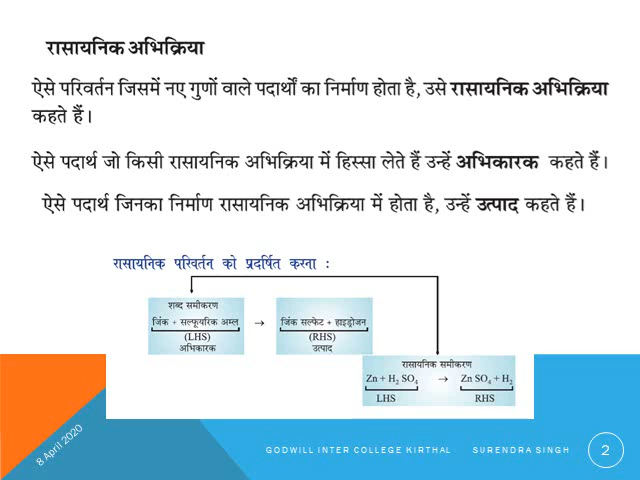 रासायनिक अभिक्रिया
ऐसे परिवर्तन जिसमें नए गुणों वाले पदार्थों का निर्माण होता है, उसे रासायनिक अभिक्रिया
कहते हैं।
ऐसे पदार्थ जो किसी रासायनिक अभिक्रिया में हिस्सा लेते हैं उन्हें अभिकारक कहते हैं।
ऐसे पदार्थ जिनका निर्माण रासायनिक अभिक्रिया में होता है, उन्हें उत्पाद कहते हैं।
रासायनिक परिवर्तन को प्रदर्षित करना :
शब्द समीकरण
जिंक + सल्फूयरिक अम्ल → जिंक सल्फेट + हाइड्रोजन
(LHS) (RHS)
अभिकारक उत्पाद
रासायनिक समीकरण
Zn + H₂ SO₄ → Zn SO₄ + H₂
LHS RHS
8 April 2020
GODWILL INTER COLLEGE KIRTHAL SURENDRA SINGH
2